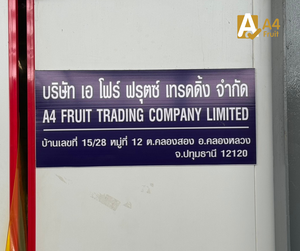 A4
Fruit
บริษัท เอ โฟร์ ฟรุตซ์ เทรดดิ้ง จำกัด
A4 FRUIT TRADING COMPANY LIMITED
บ้านเลขที่ 15/28 หมู่ที่ 12 ต.คลองสอง อ.คลองหลวง
จ.ปทุมธานี 12120